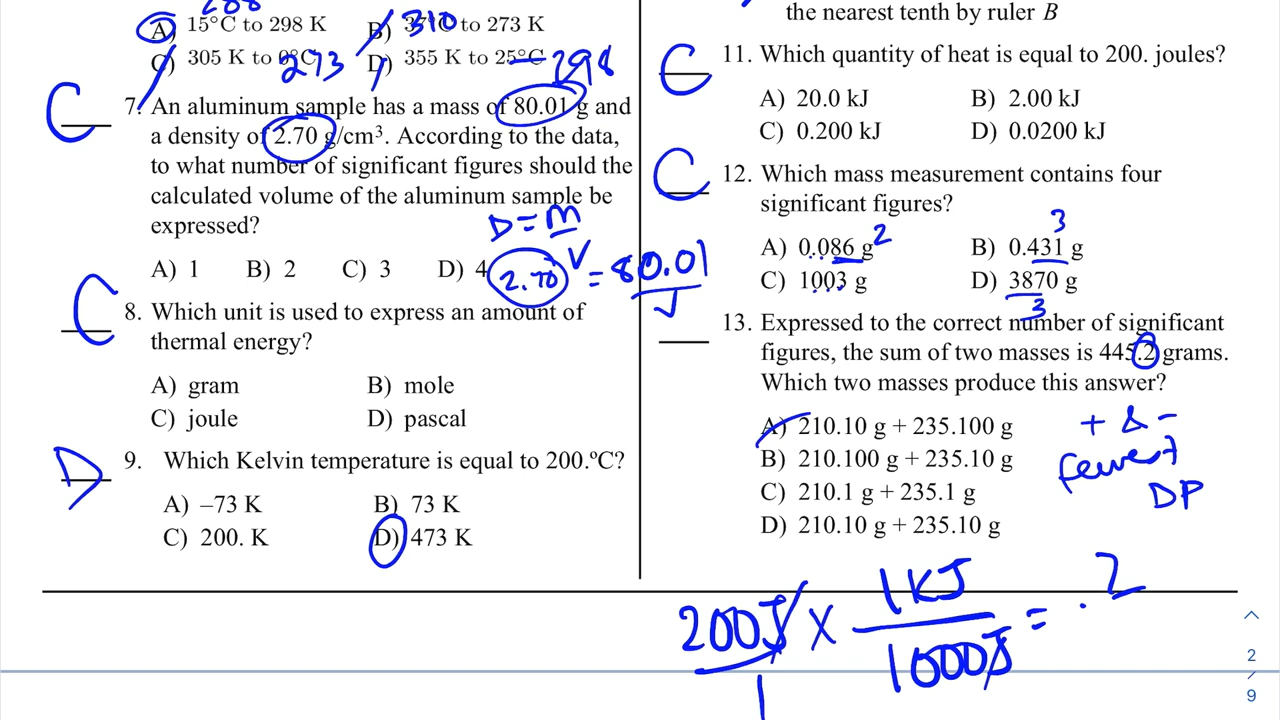 288
A) 15°C to 298 K
B) 37°C to 273 K
310
C) 305 K to 0°C
273
D) 355 K to 25°C
298
C
7. An aluminum sample has a mass of 80.01 g and
a density of 2.70 g/cm³. According to the data,
to what number of significant figures should the
calculated volume of the aluminum sample be
expressed?
D = m
V
A) 1 B) 2 C) 3 D) 4
2.70 = 80.01
V
C
8. Which unit is used to express an amount of
thermal energy?
A) gram B) mole
C) joule D) pascal
D
9. Which Kelvin temperature is equal to 200.ºC?
A) –73 K B) 73 K
C) 200. K D) 473 K
the nearest tenth by ruler B
C
11. Which quantity of heat is equal to 200. joules?
A) 20.0 kJ B) 2.00 kJ
C) 0.200 kJ D) 0.0200 kJ
C
12. Which mass measurement contains four
significant figures?
A) 0.086 g 2 B) 0.431 g 3
C) 1003 g D) 3870 g
3
13. Expressed to the correct number of significant
figures, the sum of two masses is 445.2 grams.
Which two masses produce this answer?
A) 210.10 g + 235.100 g
B) 210.100 g + 235.10 g
C) 210.1 g + 235.1 g
D) 210.10 g + 235.10 g
+ & -
fewest
DP
200J x 1kJ = .2
1 1000J
2
9